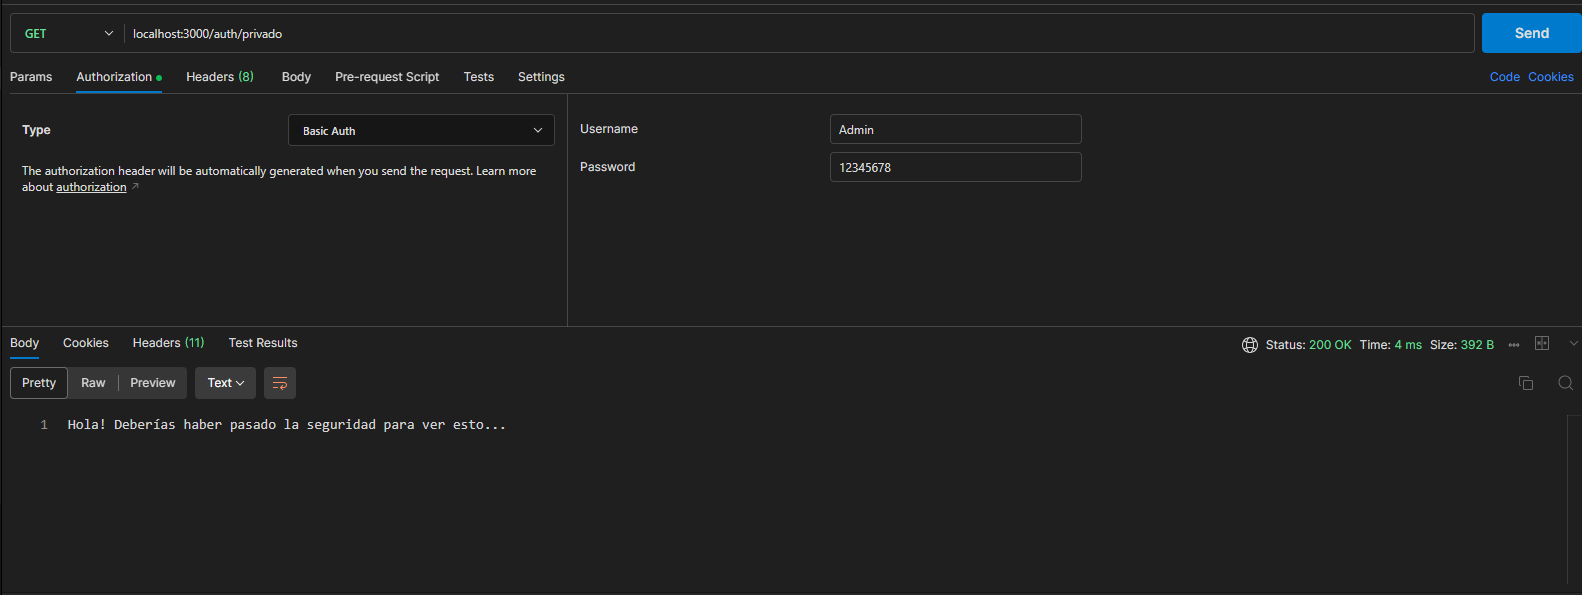 GET localhost:3000/auth/privado Send
Params Authorization Headers (8) Body Pre-request Script Tests Settings Code Cookies
Type Basic Auth
The authorization header will be automatically generated when you send the request. Learn more
about authorization ↗
Username Admin
Password 12345678
Body Cookies Headers (11) Test Results Status: 200 OK Time: 4 ms Size: 392 B
Pretty Raw Preview Text
1 Hola! Deberías haber pasado la seguridad para ver esto...